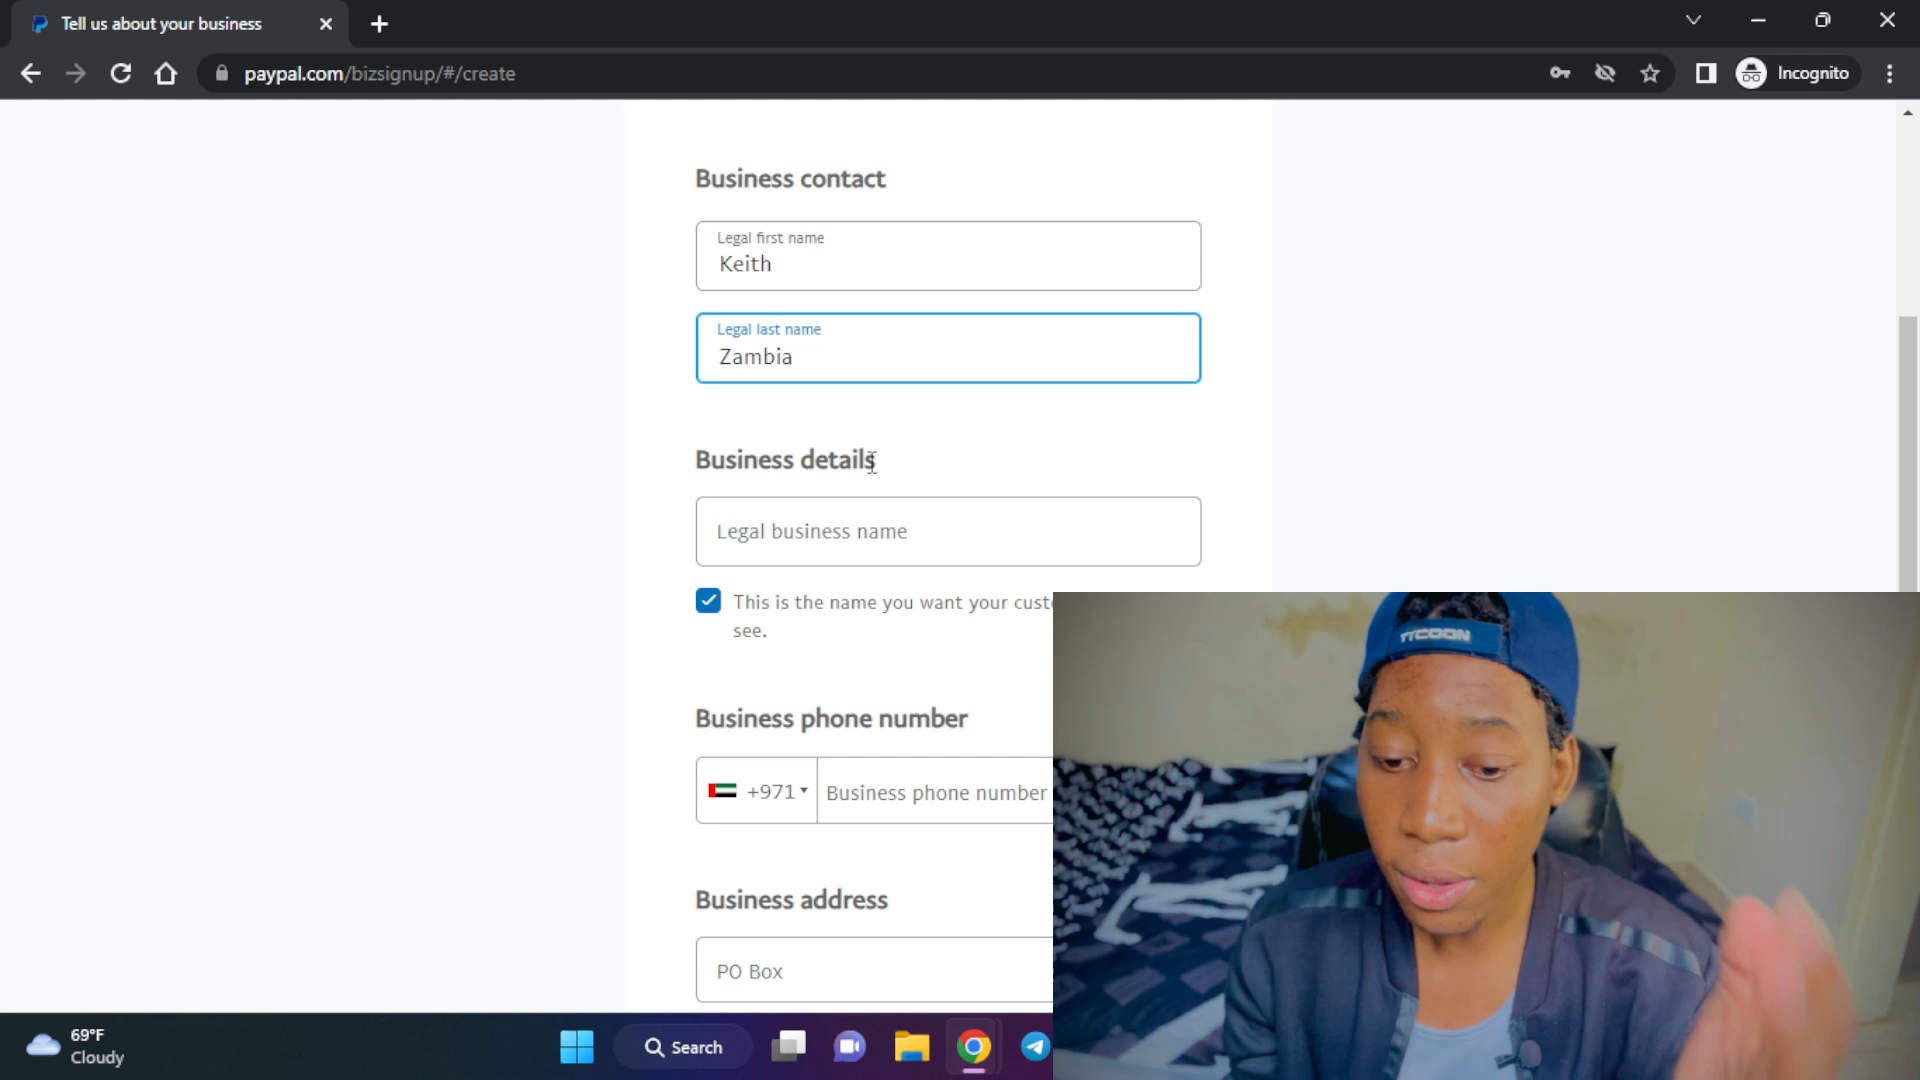 Tell us about your business
paypal.com/bizsignup/#/create
Incognito
Business contact
Legal first name
Keith
Legal last name
Zambia
Business details
Legal business name
This is the name you want your custo
see.
Business phone number
+971
Business phone number
Business address
PO Box
TYCOON
69°F
Cloudy
Search